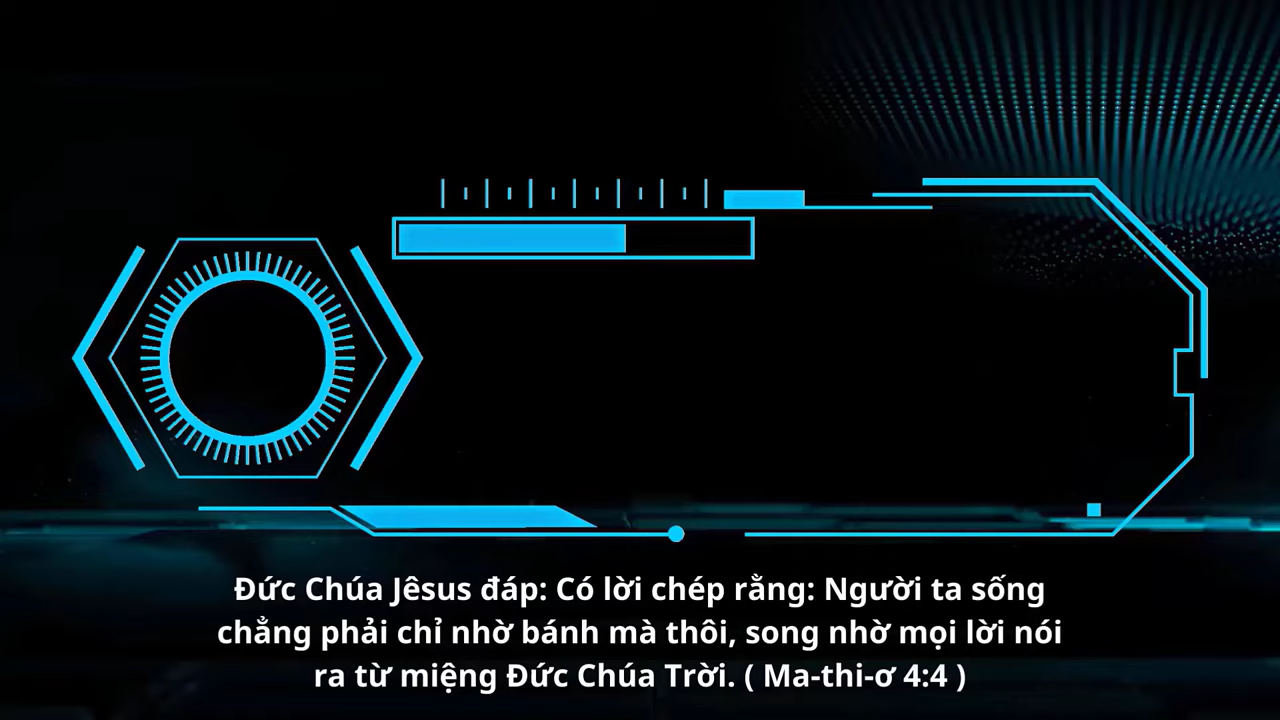 Đức Chúa Jêsus đáp: Có lời chép rằng: Người ta sống
chẳng phải chỉ nhờ bánh mà thôi, song nhờ mọi lời nói
ra từ miệng Đức Chúa Trời. ( Ma-thi-ơ 4:4 )